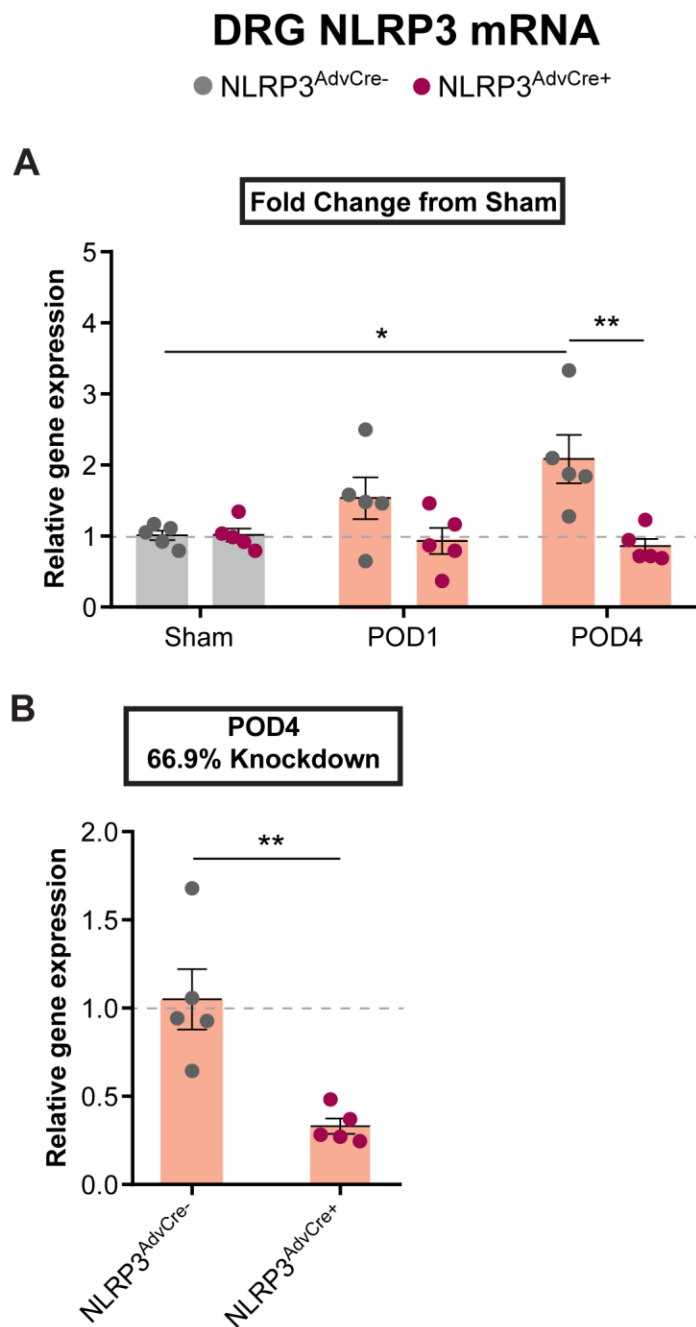 DRG NLRP3 mRNA
NLRP3AdvCre- NLRP3AdvCre+
A
Fold Change from Sham
Relative gene expression
5
4
3
2
1
0
*
**
Sham POD1 POD4
B
POD4
66.9% Knockdown
Relative gene expression
2.0
1.5
1.0
0.5
0.0
**
NLRP3AdvCre- NLRP3AdvCre+